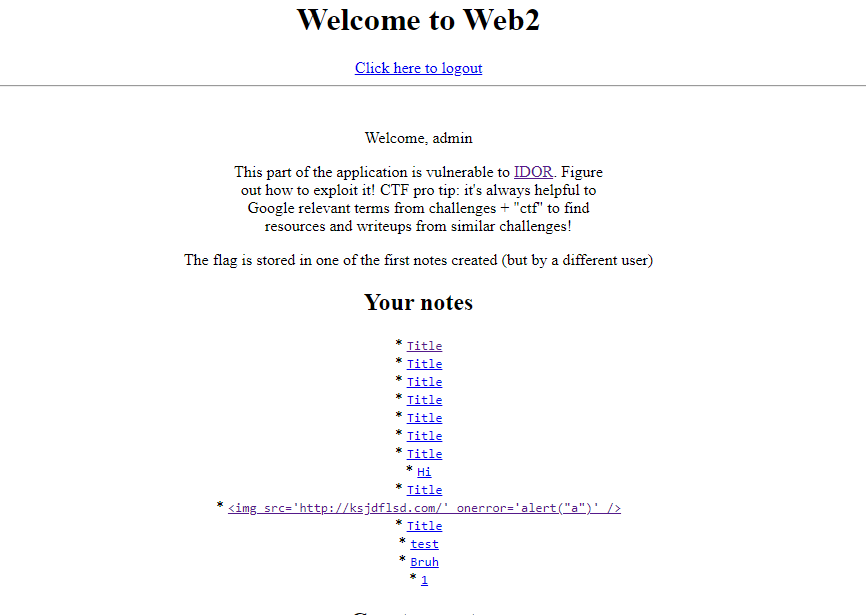 Welcome to Web2
Click here to logout
Welcome, admin
This part of the application is vulnerable to IDOR. Figure
out how to exploit it! CTF pro tip: it's always helpful to
Google relevant terms from challenges + "ctf" to find
resources and writeups from similar challenges!
The flag is stored in one of the first notes created (but by a different user)
Your notes
* Title
* Title
* Title
* Title
* Title
* Title
* Title
* Hi
* Title
* <img src='http://ksjdflsd.com/' onerror='alert("a")' />
* Title
* test
* Bruh
* 1